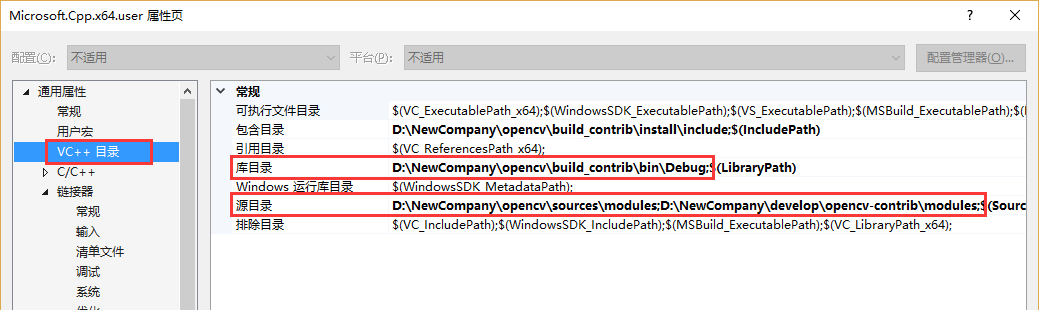 Microsoft.Cpp.x64.user 属性页
配置(C): 不适用 平台(P): 不适用 配置管理器(O)...
通用属性
常规
用户宏
VC++ 目录
C/C++
链接器
常规
输入
清单文件
调试
系统
优化
常规
可执行文件目录 $(VC_ExecutablePath_x64);$(WindowsSDK_ExecutablePath);$(VS_ExecutablePath);$(MSBuild_ExecutablePath);$(
包含目录 D:\NewCompany\opencv\build_contrib\install\include;$(IncludePath)
引用目录 $(VC_ReferencesPath_x64);
库目录 D:\NewCompany\opencv\build_contrib\bin\Debug;$(LibraryPath)
Windows 运行库目录 $(WindowsSDK_MetadataPath);
源目录 D:\NewCompany\opencv\sources\modules;D:\NewCompany\develop\opencv-contrib\modules;$(Sour
排除目录 $(VC_IncludePath);$(WindowsSDK_IncludePath);$(MSBuild_ExecutablePath);$(VC_LibraryPath_x64);